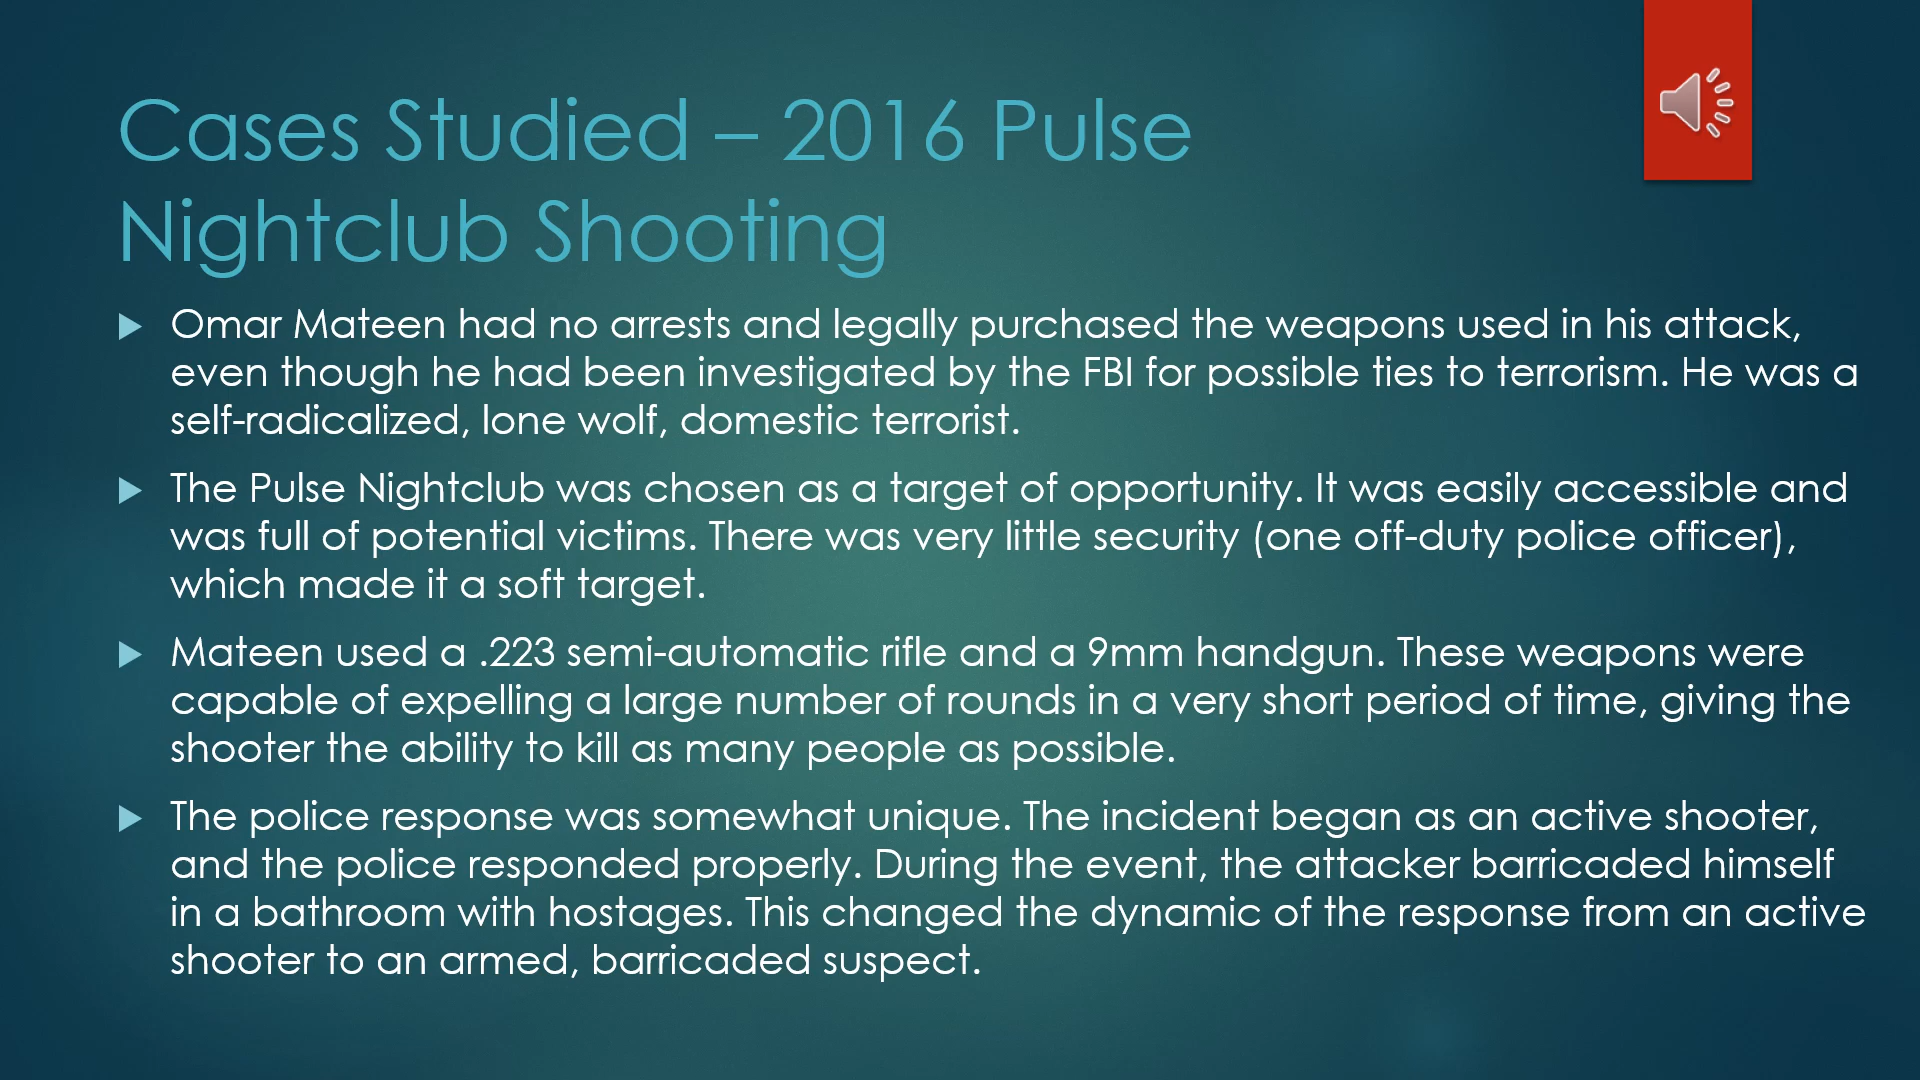 Cases Studied – 2016 Pulse
Nightclub Shooting
Omar Mateen had no arrests and legally purchased the weapons used in his attack,
even though he had been investigated by the FBI for possible ties to terrorism. He was a
self-radicalized, lone wolf, domestic terrorist.
The Pulse Nightclub was chosen as a target of opportunity. It was easily accessible and
was full of potential victims. There was very little security (one off-duty police officer),
which made it a soft target.
Mateen used a .223 semi-automatic rifle and a 9mm handgun. These weapons were
capable of expelling a large number of rounds in a very short period of time, giving the
shooter the ability to kill as many people as possible.
The police response was somewhat unique. The incident began as an active shooter,
and the police responded properly. During the event, the attacker barricaded himself
in a bathroom with hostages. This changed the dynamic of the response from an active
shooter to an armed, barricaded suspect.